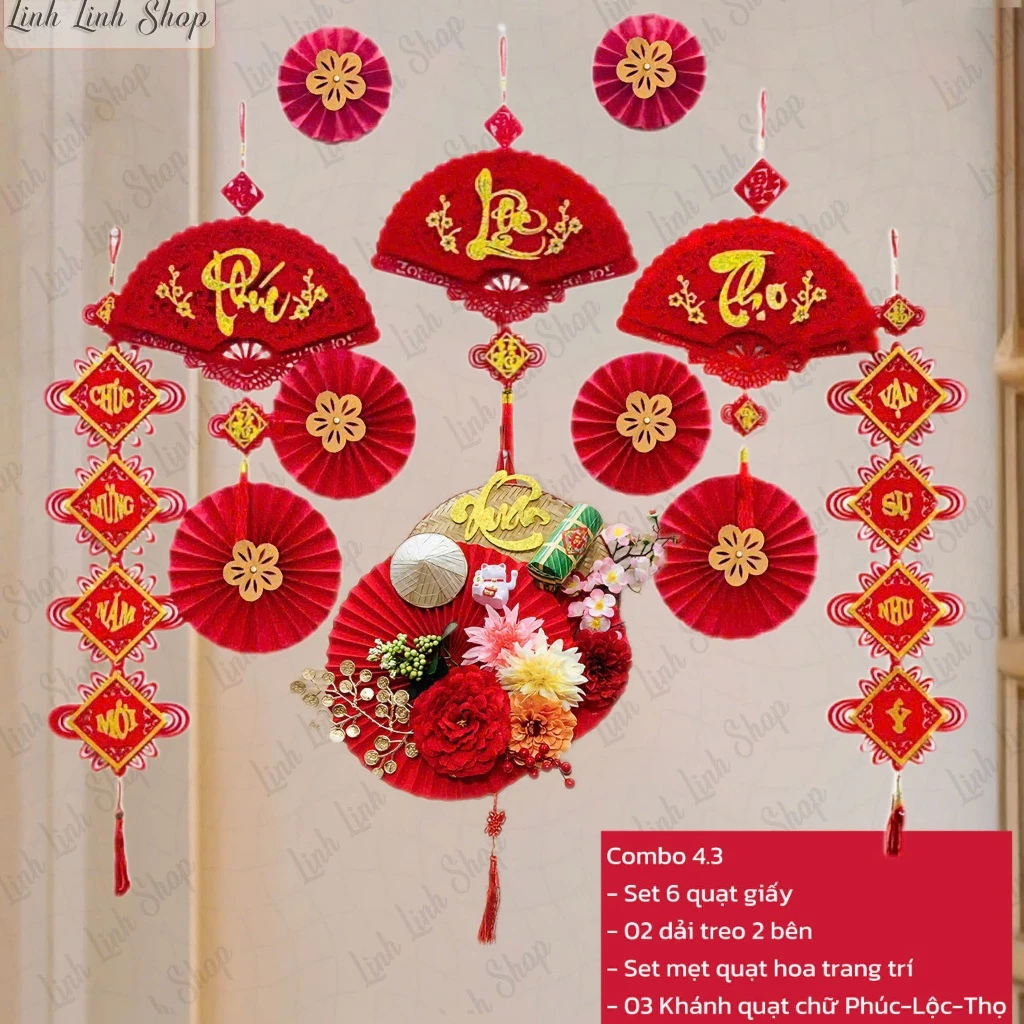 Linh Linh Shop
Lộc
Phúc
Thọ
CHÚC
MỪNG
NĂM
MỚI
VẠN
SỰ
NHƯ
Ý
Xuân
Combo 4.3
- Set 6 quạt giấy
- 02 dải treo 2 bên
- Set mẹt quạt hoa trang trí
- 03 Khánh quạt chữ Phúc-Lộc-Thọ